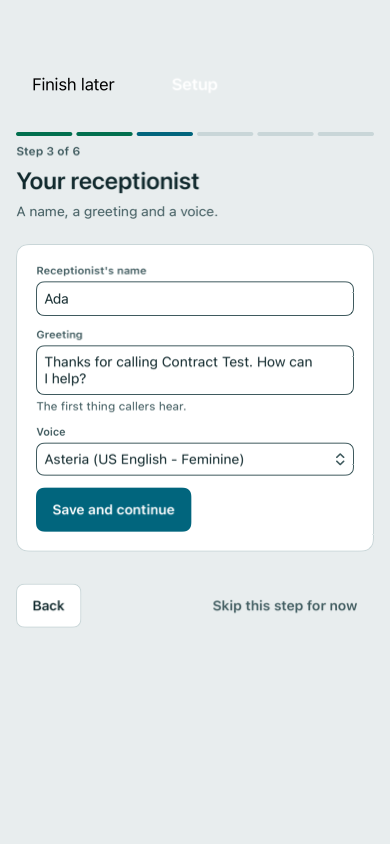 Finish later
Setup
Step 3 of 6
Your receptionist
A name, a greeting and a voice.
Receptionist's name
Ada
Greeting
Thanks for calling Contract Test. How can
I help?
The first thing callers hear.
Voice
Asteria (US English - Feminine)
Save and continue
Back
Skip this step for now